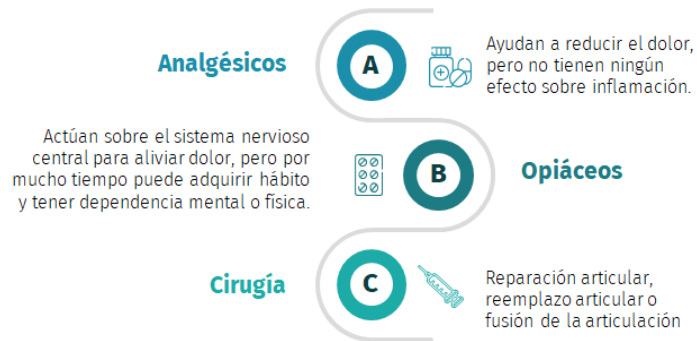 Analgésicos
A
Ayudan a reducir el dolor,
pero no tienen ningún
efecto sobre inflamación.
Actúan sobre el sistema nervioso
central para aliviar dolor, pero por
mucho tiempo puede adquirir hábito
y tener dependencia mental o física.
B
Opiáceos
Cirugía
C
Reparación articular,
reemplazo articular o
fusión de la articulación